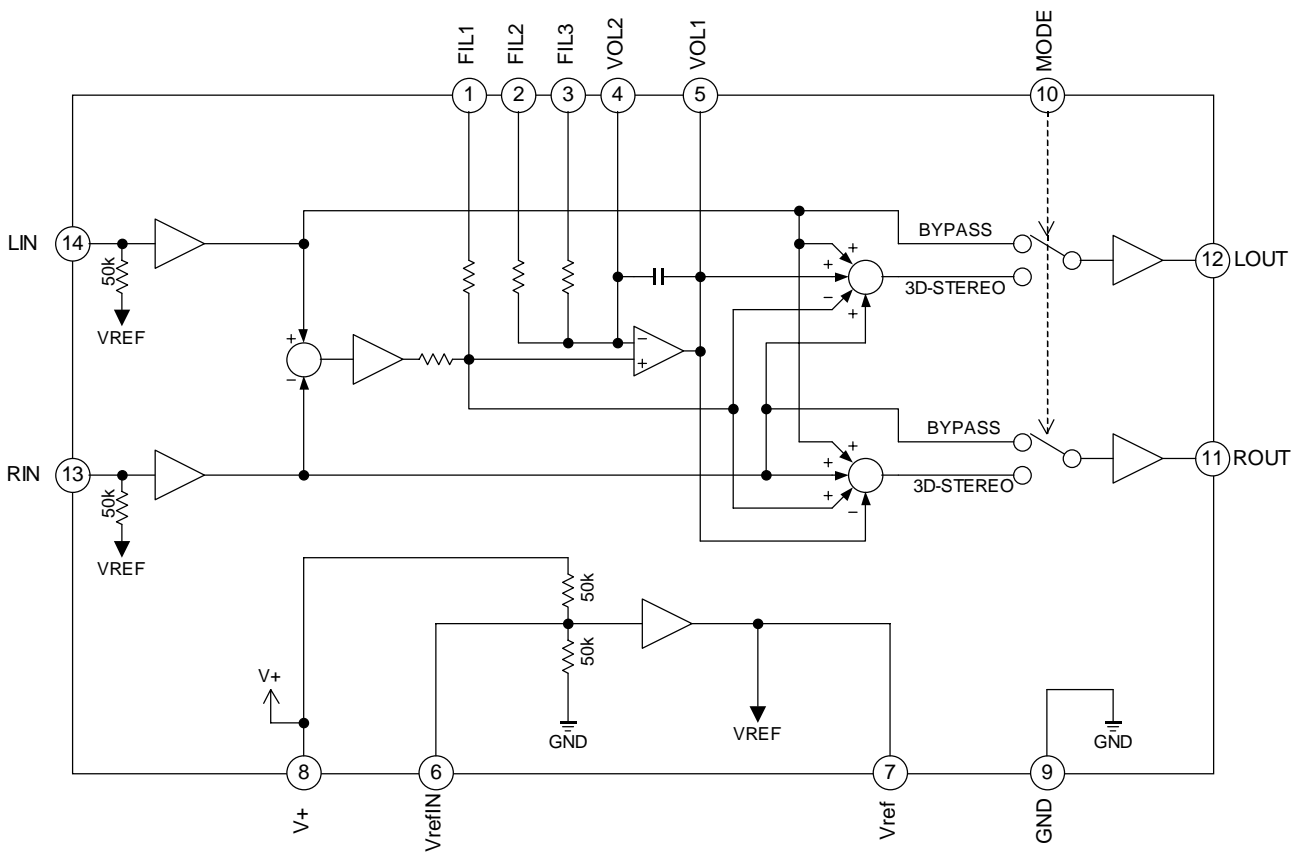 FIL1
FIL2
FIL3
VOL2
VOL1
MODE
1
2
3
4
5
10
LIN
14
50k
VREF
BYPASS
12
LOUT
+
+
−
+
3D-STEREO
+
−
−
+
RIN
13
50k
VREF
BYPASS
11
ROUT
+
+
+
−
3D-STEREO
50k
50k
V+
GND
VREF
GND
8
6
7
9
V+
VrefIN
Vref
GND